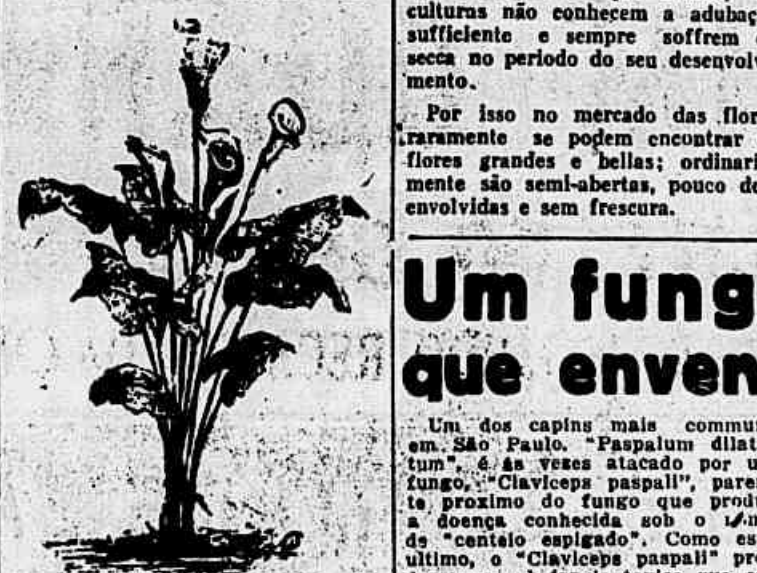 culturas não conhecem a adubaç
sufficiente e sempre soffrem
secca no periodo do seu desenvolv
mento.
Por isso no mercado das flor
raramente se podem encontrar
flores grandes e bellas; ordinari
mente são semi-abertas, pouco de
envolvidas e sem frescura.
Um fung
que enven
Um dos capins mais commu
em São Paulo, "Paspalum dilat
tum", é ás vezes atacado por u
fungo, "Claviceps paspali", paren
te proximo do fungo que produ
a doença conhecida sob o
de "centeio espigado". Como es
ultimo, o "Claviceps paspali" pr